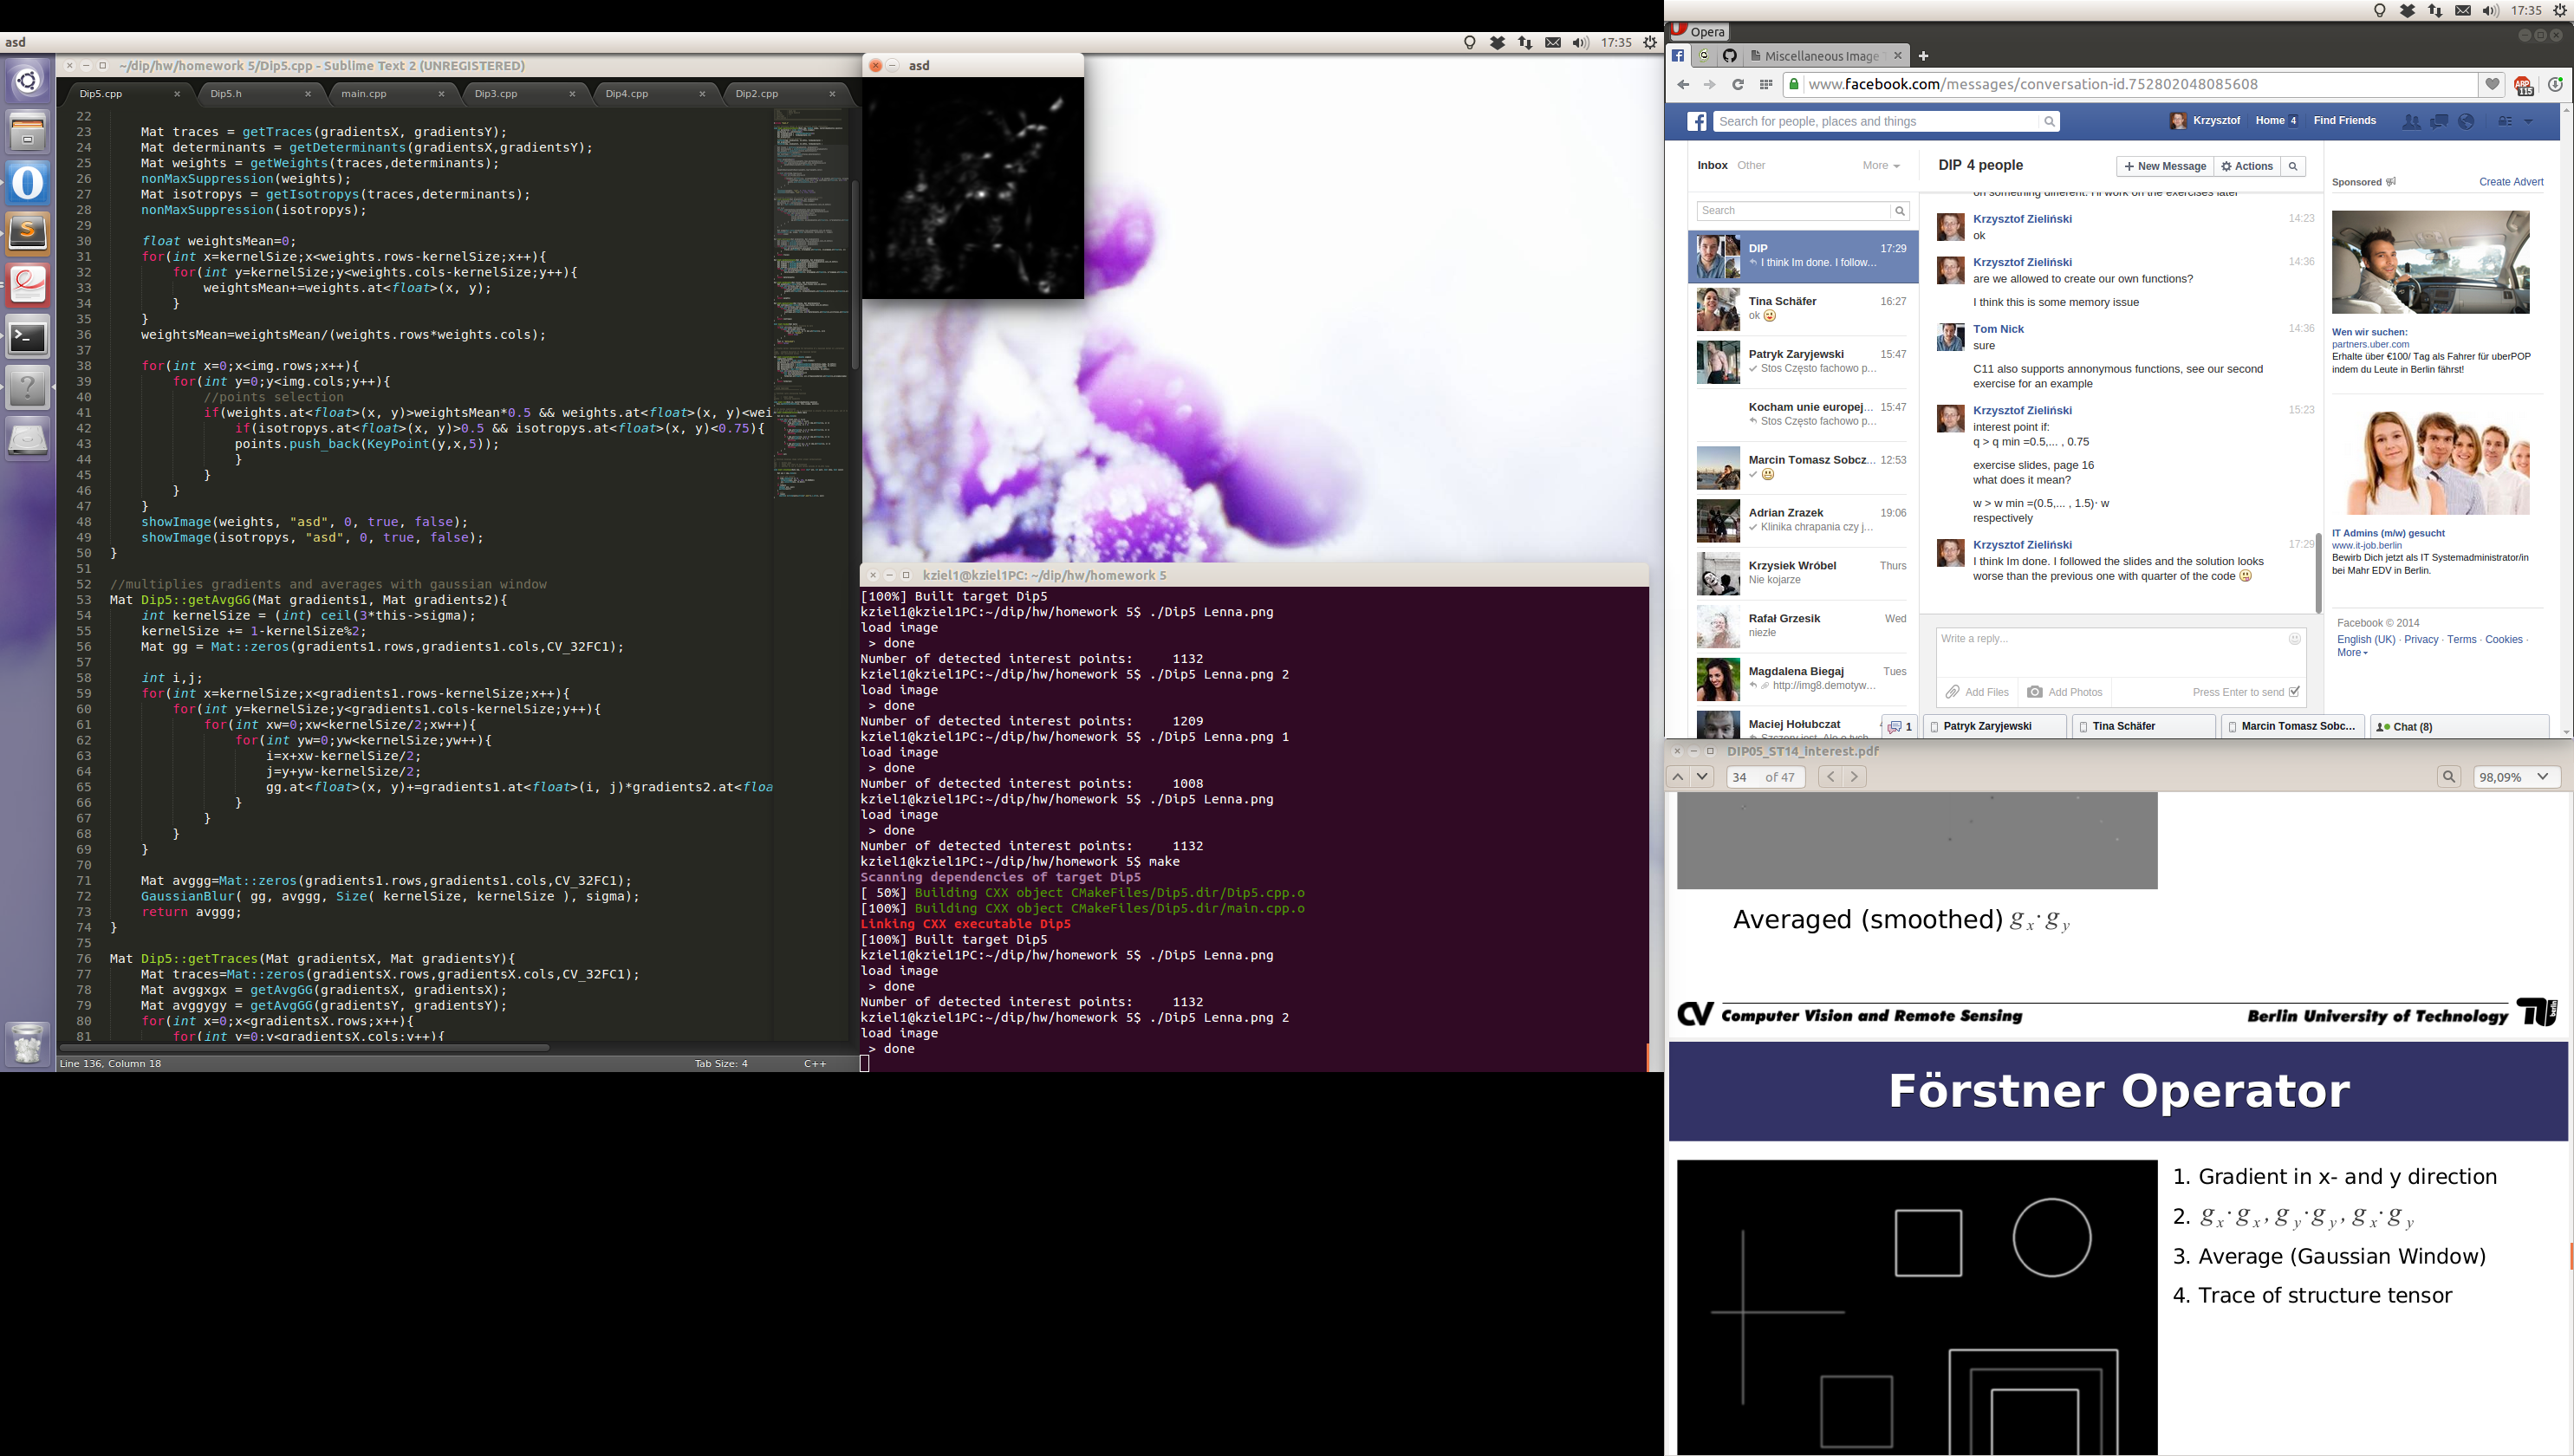 asd
17:35
~/dip/hw/homework 5/Dip5.cpp - Sublime Text 2 (UNREGISTERED)
Dip5.cpp
Dip5.h
main.cpp
Dip3.cpp
Dip4.cpp
Dip2.cpp
22
23 Mat traces = getTraces(gradientsX, gradientsY);
24 Mat determinants = getDeterminants(gradientsX,gradientsY);
25 Mat weights = getWeights(traces,determinants);
26 nonMaxSuppression(weights);
27 Mat isotropys = getIsotropys(traces,determinants);
28 nonMaxSuppression(isotropys);
29
30 float weightsMean=0;
31 for(int x=kernelSize;x<weights.rows-kernelSize;x++){
32 for(int y=kernelSize;y<weights.cols-kernelSize;y++){
33 weightsMean+=weights.at<float>(x, y);
34 }
35 }
36 weightsMean=weightsMean/(weights.rows*weights.cols);
37
38 for(int x=0;x<img.rows;x++){
39 for(int y=0;y<img.cols;y++){
40 //points selection
41 if(weights.at<float>(x, y)>weightsMean*0.5 && weights.at<float>(x, y)<wei
42 if(isotropys.at<float>(x, y)>0.5 && isotropys.at<float>(x, y)<0.75){
43 points.push_back(KeyPoint(y,x,5));
44 }
45 }
46 }
47 }
48 showImage(weights, "asd", 0, true, false);
49 showImage(isotropys, "asd", 0, true, false);
50 }
51
52 //multiplies gradients and averages with gaussian window
53 Mat Dip5::getAvgGG(Mat gradients1, Mat gradients2){
54 int kernelSize = (int) ceil(3*this->sigma);
55 kernelSize += 1-kernelSize%2;
56 Mat gg = Mat::zeros(gradients1.rows,gradients1.cols,CV_32FC1);
57
58 int i,j;
59 for(int x=kernelSize;x<gradients1.rows-kernelSize;x++){
60 for(int y=kernelSize;y<gradients1.cols-kernelSize;y++){
61 for(int xw=0;xw<kernelSize/2;xw++){
62 for(int yw=0;yw<kernelSize;yw++){
63 i=x+xw-kernelSize/2;
64 j=y+yw-kernelSize/2;
65 gg.at<float>(x, y)+=gradients1.at<float>(i, j)*gradients2.at<floa
66 }
67 }
68 }
69 }
70
71 Mat avggg=Mat::zeros(gradients1.rows,gradients1.cols,CV_32FC1);
72 GaussianBlur( gg, avggg, Size( kernelSize, kernelSize ), sigma);
73 return avggg;
74 }
75
76 Mat Dip5::getTraces(Mat gradientsX, Mat gradientsY){
77 Mat traces=Mat::zeros(gradientsX.rows,gradientsX.cols,CV_32FC1);
78 Mat avggxgx = getAvgGG(gradientsX, gradientsX);
79 Mat avggygy = getAvgGG(gradientsY, gradientsY);
80 for(int x=0;x<gradientsX.rows;x++){
81 for(int y=0;y<gradientsX.cols;y++){
Line 136, Column 18
Tab Size: 4
C++
asd
kziel1@kziel1PC: ~/dip/hw/homework 5
[100%] Built target Dip5
kziel1@kziel1PC:~/dip/hw/homework 5$ ./Dip5 Lenna.png
load image
> done
Number of detected interest points: 1132
kziel1@kziel1PC:~/dip/hw/homework 5$ ./Dip5 Lenna.png 2
load image
> done
Number of detected interest points: 1209
kziel1@kziel1PC:~/dip/hw/homework 5$ ./Dip5 Lenna.png 1
load image
> done
Number of detected interest points: 1008
kziel1@kziel1PC:~/dip/hw/homework 5$ ./Dip5 Lenna.png
load image
> done
Number of detected interest points: 1132
kziel1@kziel1PC:~/dip/hw/homework 5$ make
Scanning dependencies of target Dip5
[ 50%] Building CXX object CMakeFiles/Dip5.dir/Dip5.cpp.o
[100%] Building CXX object CMakeFiles/Dip5.dir/main.cpp.o
Linking CXX executable Dip5
[100%] Built target Dip5
kziel1@kziel1PC:~/dip/hw/homework 5$ ./Dip5 Lenna.png
load image
> done
Number of detected interest points: 1132
kziel1@kziel1PC:~/dip/hw/homework 5$ ./Dip5 Lenna.png 2
load image
> done
17:35
Opera
Miscellaneous Image
www.facebook.com/messages/conversation-id.752802048085608
ABP
115
Search for people, places and things
Krzysztof
Home 4
Find Friends
Inbox Other
More
DIP 4 people
+ New Message
Actions
Search
DIP 17:29
I think Im done. I follow...
Tina Schäfer 16:27
ok
Patryk Zaryjewski 15:47
Stos Często fachowo p...
Kocham unie europej... 15:47
Stos Często fachowo p...
Marcin Tomasz Sobcz... 12:53
Adrian Zrazek 19:06
Klinika chrapania czy j...
Krzysiek Wróbel Thurs
Nie kojarze
Rafał Grzesik Wed
niezłe
Magdalena Biegaj Tues
http://img8.demotyw...
Maciej Hołubczat
on something different. I'll work on the exercises later
Krzysztof Zieliński 14:23
ok
Krzysztof Zieliński 14:36
are we allowed to create our own functions?
I think this is some memory issue
Tom Nick 14:36
sure
C11 also supports annonymous functions, see our second
exercise for an example
Krzysztof Zieliński 15:23
interest point if:
q > q min =0.5,... , 0.75
exercise slides, page 16
what does it mean?
w > w min =(0.5,... , 1.5)· w
respectively
Krzysztof Zieliński 17:29
I think Im done. I followed the slides and the solution looks
worse than the previous one with quarter of the code
Write a reply...
Add Files
Add Photos
Press Enter to send
Sponsored
Create Advert
Wen wir suchen:
partners.uber.com
Erhalte über €100/ Tag als Fahrer für uberPOP
indem du Leute in Berlin fährst!
IT Admins (m/w) gesucht
www.it-job.berlin
Bewirb Dich jetzt als IT Systemadministrator/in
bei Mahr EDV in Berlin.
Facebook © 2014
English (UK) · Privacy · Terms · Cookies ·
More
1
Patryk Zaryjewski
Tina Schäfer
Marcin Tomasz Sobc...
Chat (8)
DIP05_ST14_interest.pdf
34 of 47
98,09%
Averaged (smoothed) g x · g y
CV Computer Vision and Remote Sensing
Berlin University of Technology
Förstner Operator
1. Gradient in x- and y direction
2. g x · g x , g y · g y , g x · g y
3. Average (Gaussian Window)
4. Trace of structure tensor